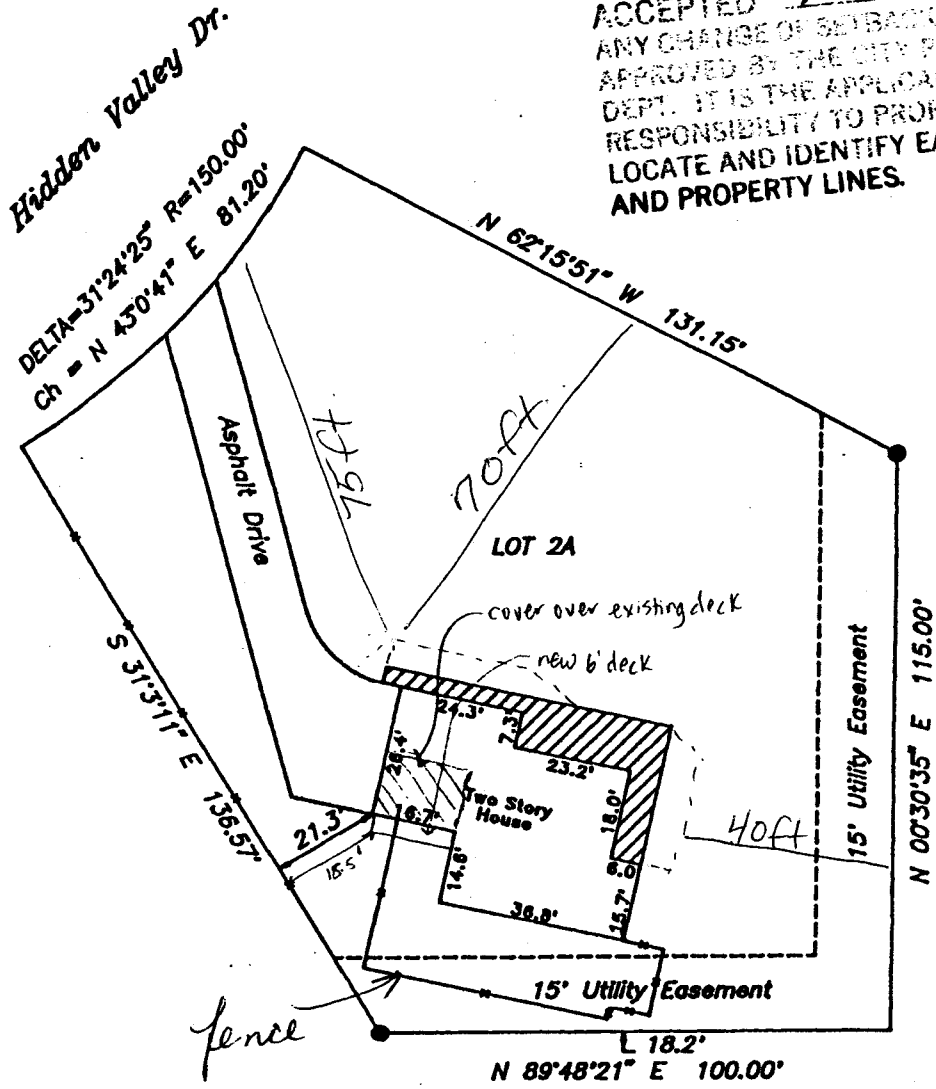 ACCEPTED
ANY CHANGE OF SETBACK
APPROVED BY THE CITY
DEPT. IT IS THE APPLICA
RESPONSIBILITY TO PROP
LOCATE AND IDENTIFY EA
AND PROPERTY LINES.
Hidden Valley Dr.
DELTA=31°24'25" R=150.00'
Ch = N 43°0'41" E 81.20'
N 62°15'51" W 131.15'
Asphalt Drive
75ft
70ft
LOT 2A
cover over existing deck
new 6' deck
S 31°3'11" E 136.57'
24.3'
7.3'
26.4'
23.2'
Two Story
House
18.0'
16.7'
21.3'
18.5'
14.6'
6.0
40ft
36.8'
15.7'
15' Utility Easement
N 00°30'35" E 115.00'
15' Utility Easement
fence
L 18.2'
N 89°48'21" E 100.00'